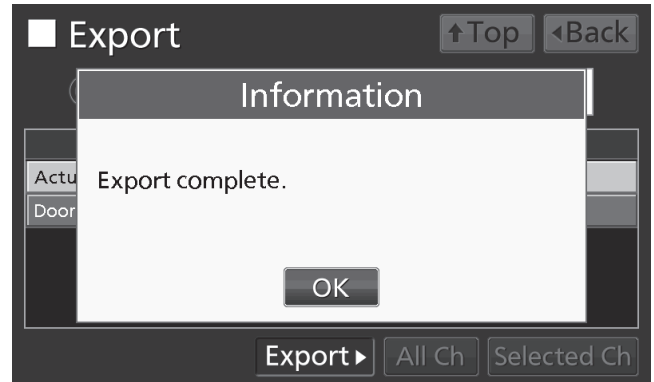 Export
↑Top
◂Back
Information
Actu
Export complete.
Door
OK
Export▸
All Ch
Selected Ch